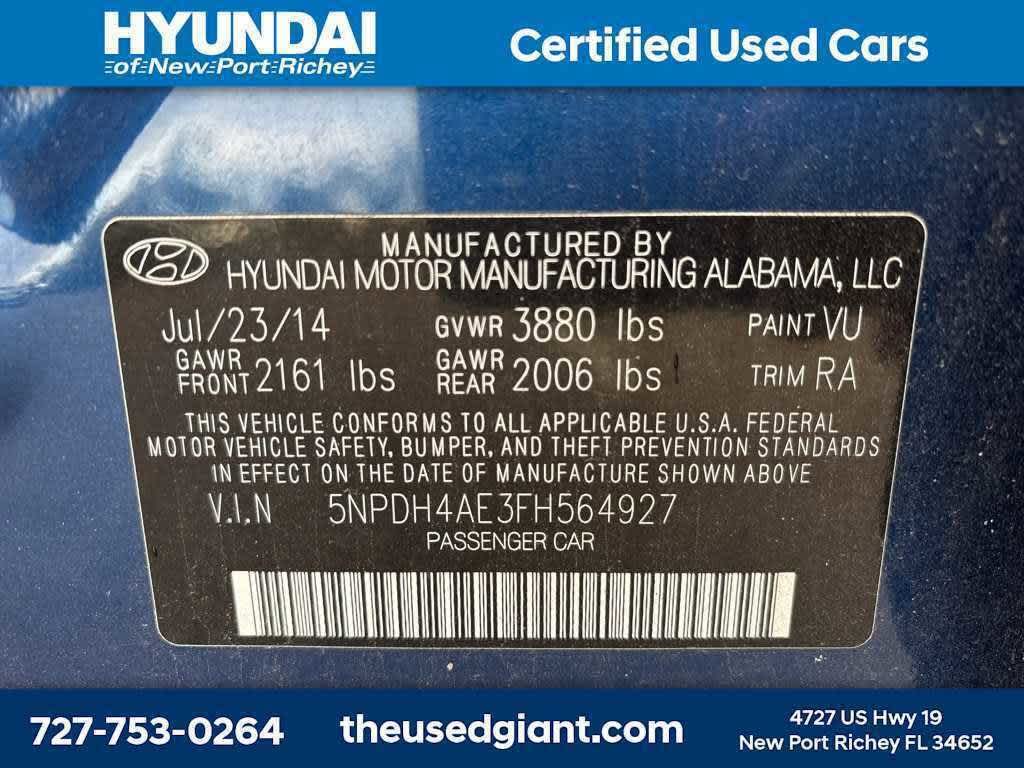 HYUNDAI
of New Port Richey
Certified Used Cars
MANUFACTURED BY
HYUNDAI MOTOR MANUFACTURING ALABAMA, LLC
Jul/23/14 GVWR 3880 lbs PAINT VU
GAWR FRONT 2161 lbs GAWR REAR 2006 lbs TRIM RA
THIS VEHICLE CONFORMS TO ALL APPLICABLE U.S.A. FEDERAL
MOTOR VEHICLE SAFETY, BUMPER, AND THEFT PREVENTION STANDARDS
IN EFFECT ON THE DATE OF MANUFACTURE SHOWN ABOVE
V.I.N 5NPDH4AE3FH564927
PASSENGER CAR
727-753-0264
theusedgiant.com
4727 US Hwy 19
New Port Richey FL 34652